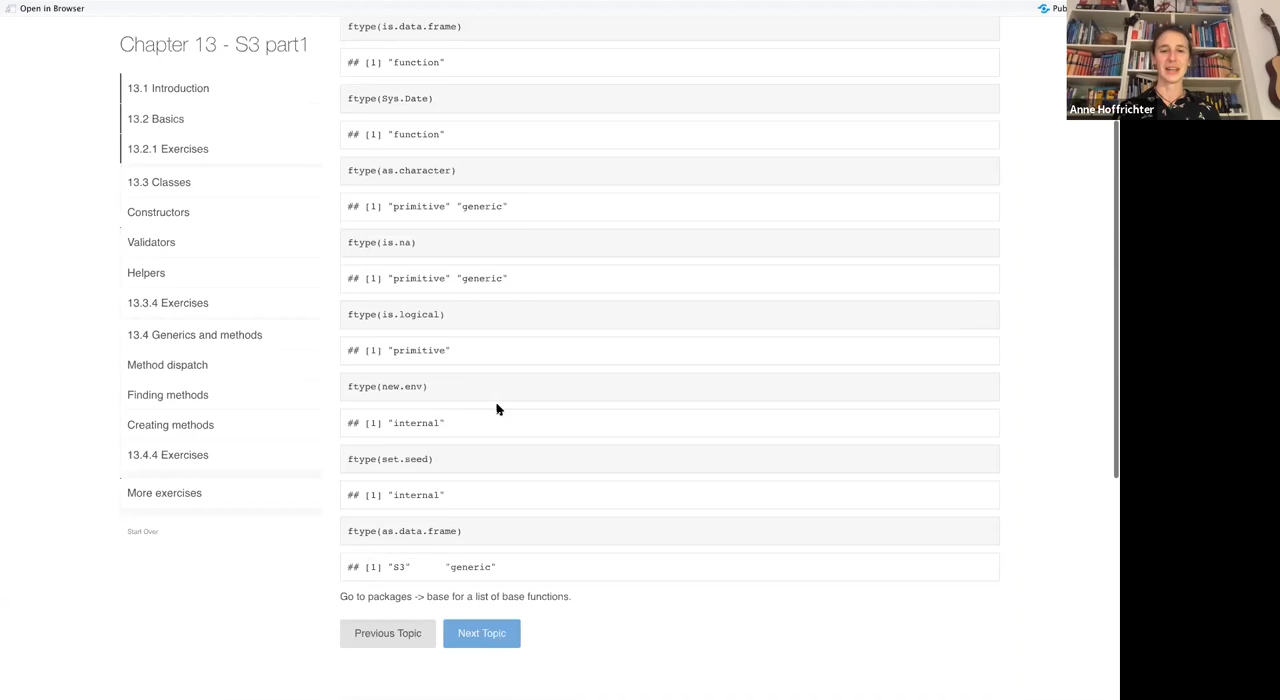 Open in Browser
Pub
Anne Hoffrichter
Chapter 13 - S3 part1
13.1 Introduction
13.2 Basics
13.2.1 Exercises
13.3 Classes
Constructors
Validators
Helpers
13.3.4 Exercises
13.4 Generics and methods
Method dispatch
Finding methods
Creating methods
13.4.4 Exercises
More exercises
Start Over
ftype(is.data.frame)
## [1] "function"
ftype(Sys.Date)
## [1] "function"
ftype(as.character)
## [1] "primitive" "generic"
ftype(is.na)
## [1] "primitive" "generic"
ftype(is.logical)
## [1] "primitive"
ftype(new.env)
## [1] "internal"
ftype(set.seed)
## [1] "internal"
ftype(as.data.frame)
## [1] "S3"      "generic"
Go to packages -> base for a list of base functions.
Previous Topic
Next Topic